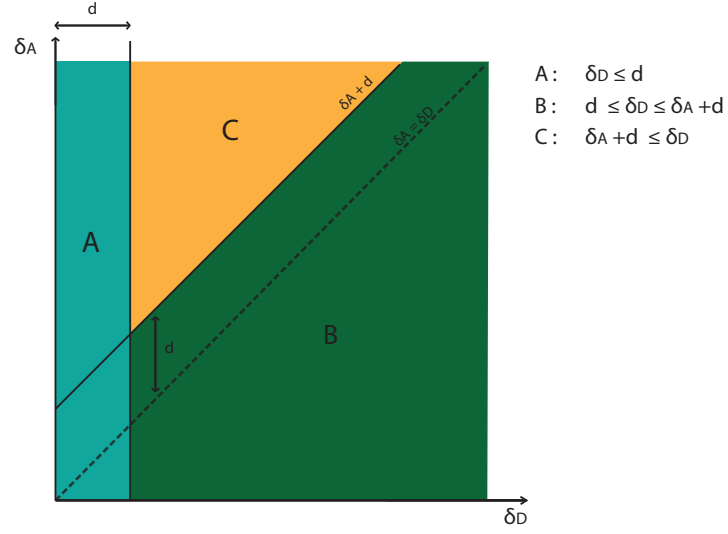 d
δA
A : δD ≤ d
B : d ≤ δD ≤ δA + d
C : δA + d ≤ δD
δA + d
δA = δD
C
A
B
d
δD